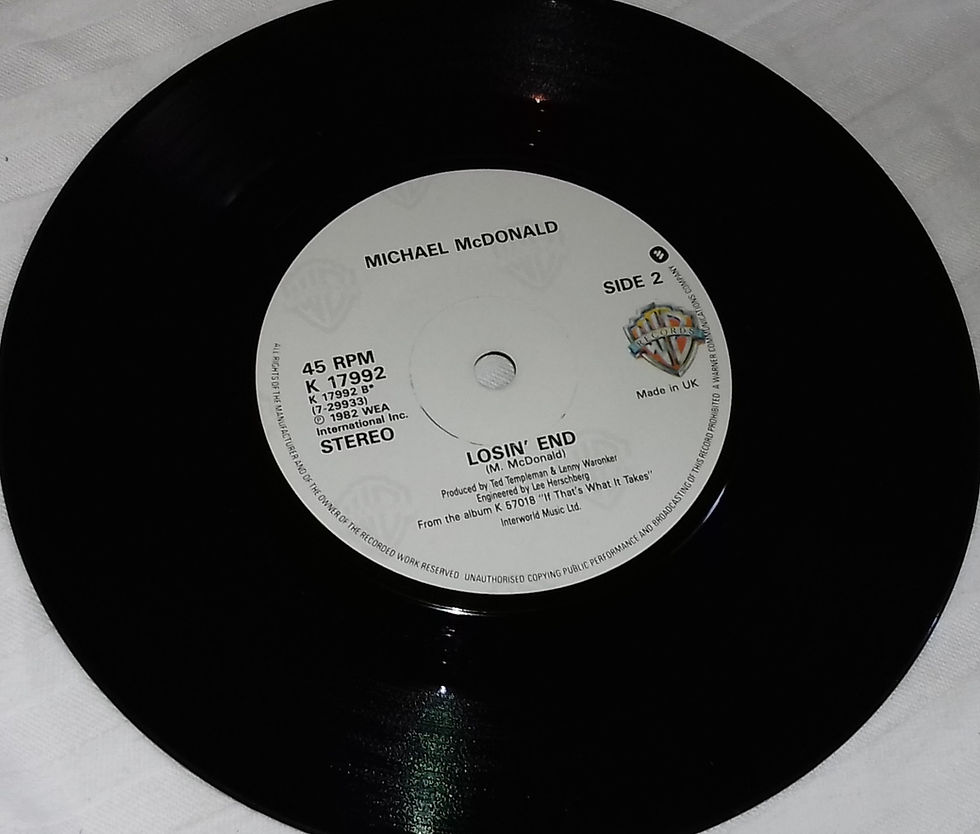 MICHAEL McDONALD
SIDE 2
RECORDS
Made in UK
45 RPM
K 17992
K 17992 B*
(7-29933)
℗ 1982 WEA
International Inc.
STEREO
LOSIN' END
(M. McDonald)
Produced by Ted Templeman & Lenny Waronker
Engineered by Lee Herschberg
From the album K 57018 "If That's What It Takes"
Interworld Music Ltd.
ALL RIGHTS OF THE MANUFACTURER AND OF THE OWNER OF THE RECORDED WORK RESERVED UNAUTHORISED COPYING PUBLIC PERFORMANCE AND BROADCASTING OF THIS RECORD PROHIBITED A WARNER COMMUNICATIONS COMPANY